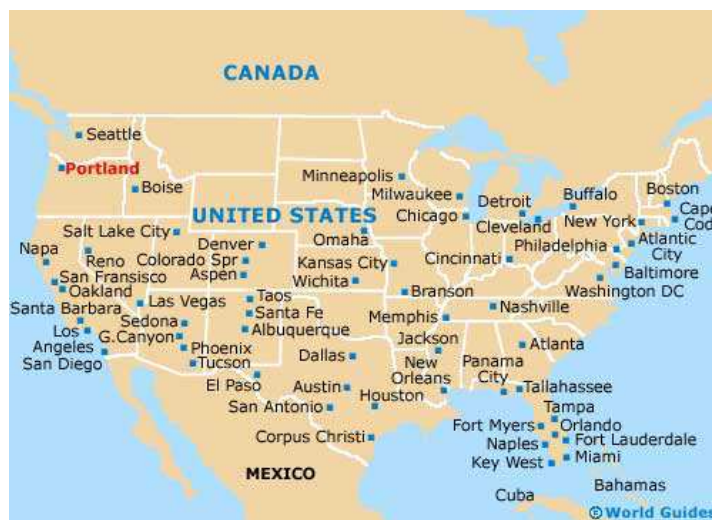 CANADA
Seattle
Portland
Boise
Minneapolis
Milwaukee
Chicago
Detroit
Buffalo
Boston
Cape
Cod
UNITED STATES
Salt Lake City
Omaha
Cleveland
New York
Napa
Reno
Denver
Colorado Spr
Aspen
Kansas City
Wichita
Cincinnati
Philadelphia
Atlantic
City
Baltimore
Washington DC
San Fransisco
Oakland
Santa Barbara
Las Vegas
Taos
Santa Fe
Albuquerque
Branson
Nashville
Los
Angeles
Sedona
G.Canyon
Phoenix
Tucson
San Diego
Memphis
Jackson
Atlanta
El Paso
Dallas
New
Orleans
Panama
City
Tallahassee
Austin
Houston
San Antonio
Tampa
Orlando
Fort Myers
Fort Lauderdale
Corpus Christi
Naples
Miami
Key West
MEXICO
Cuba
Bahamas
© World Guides